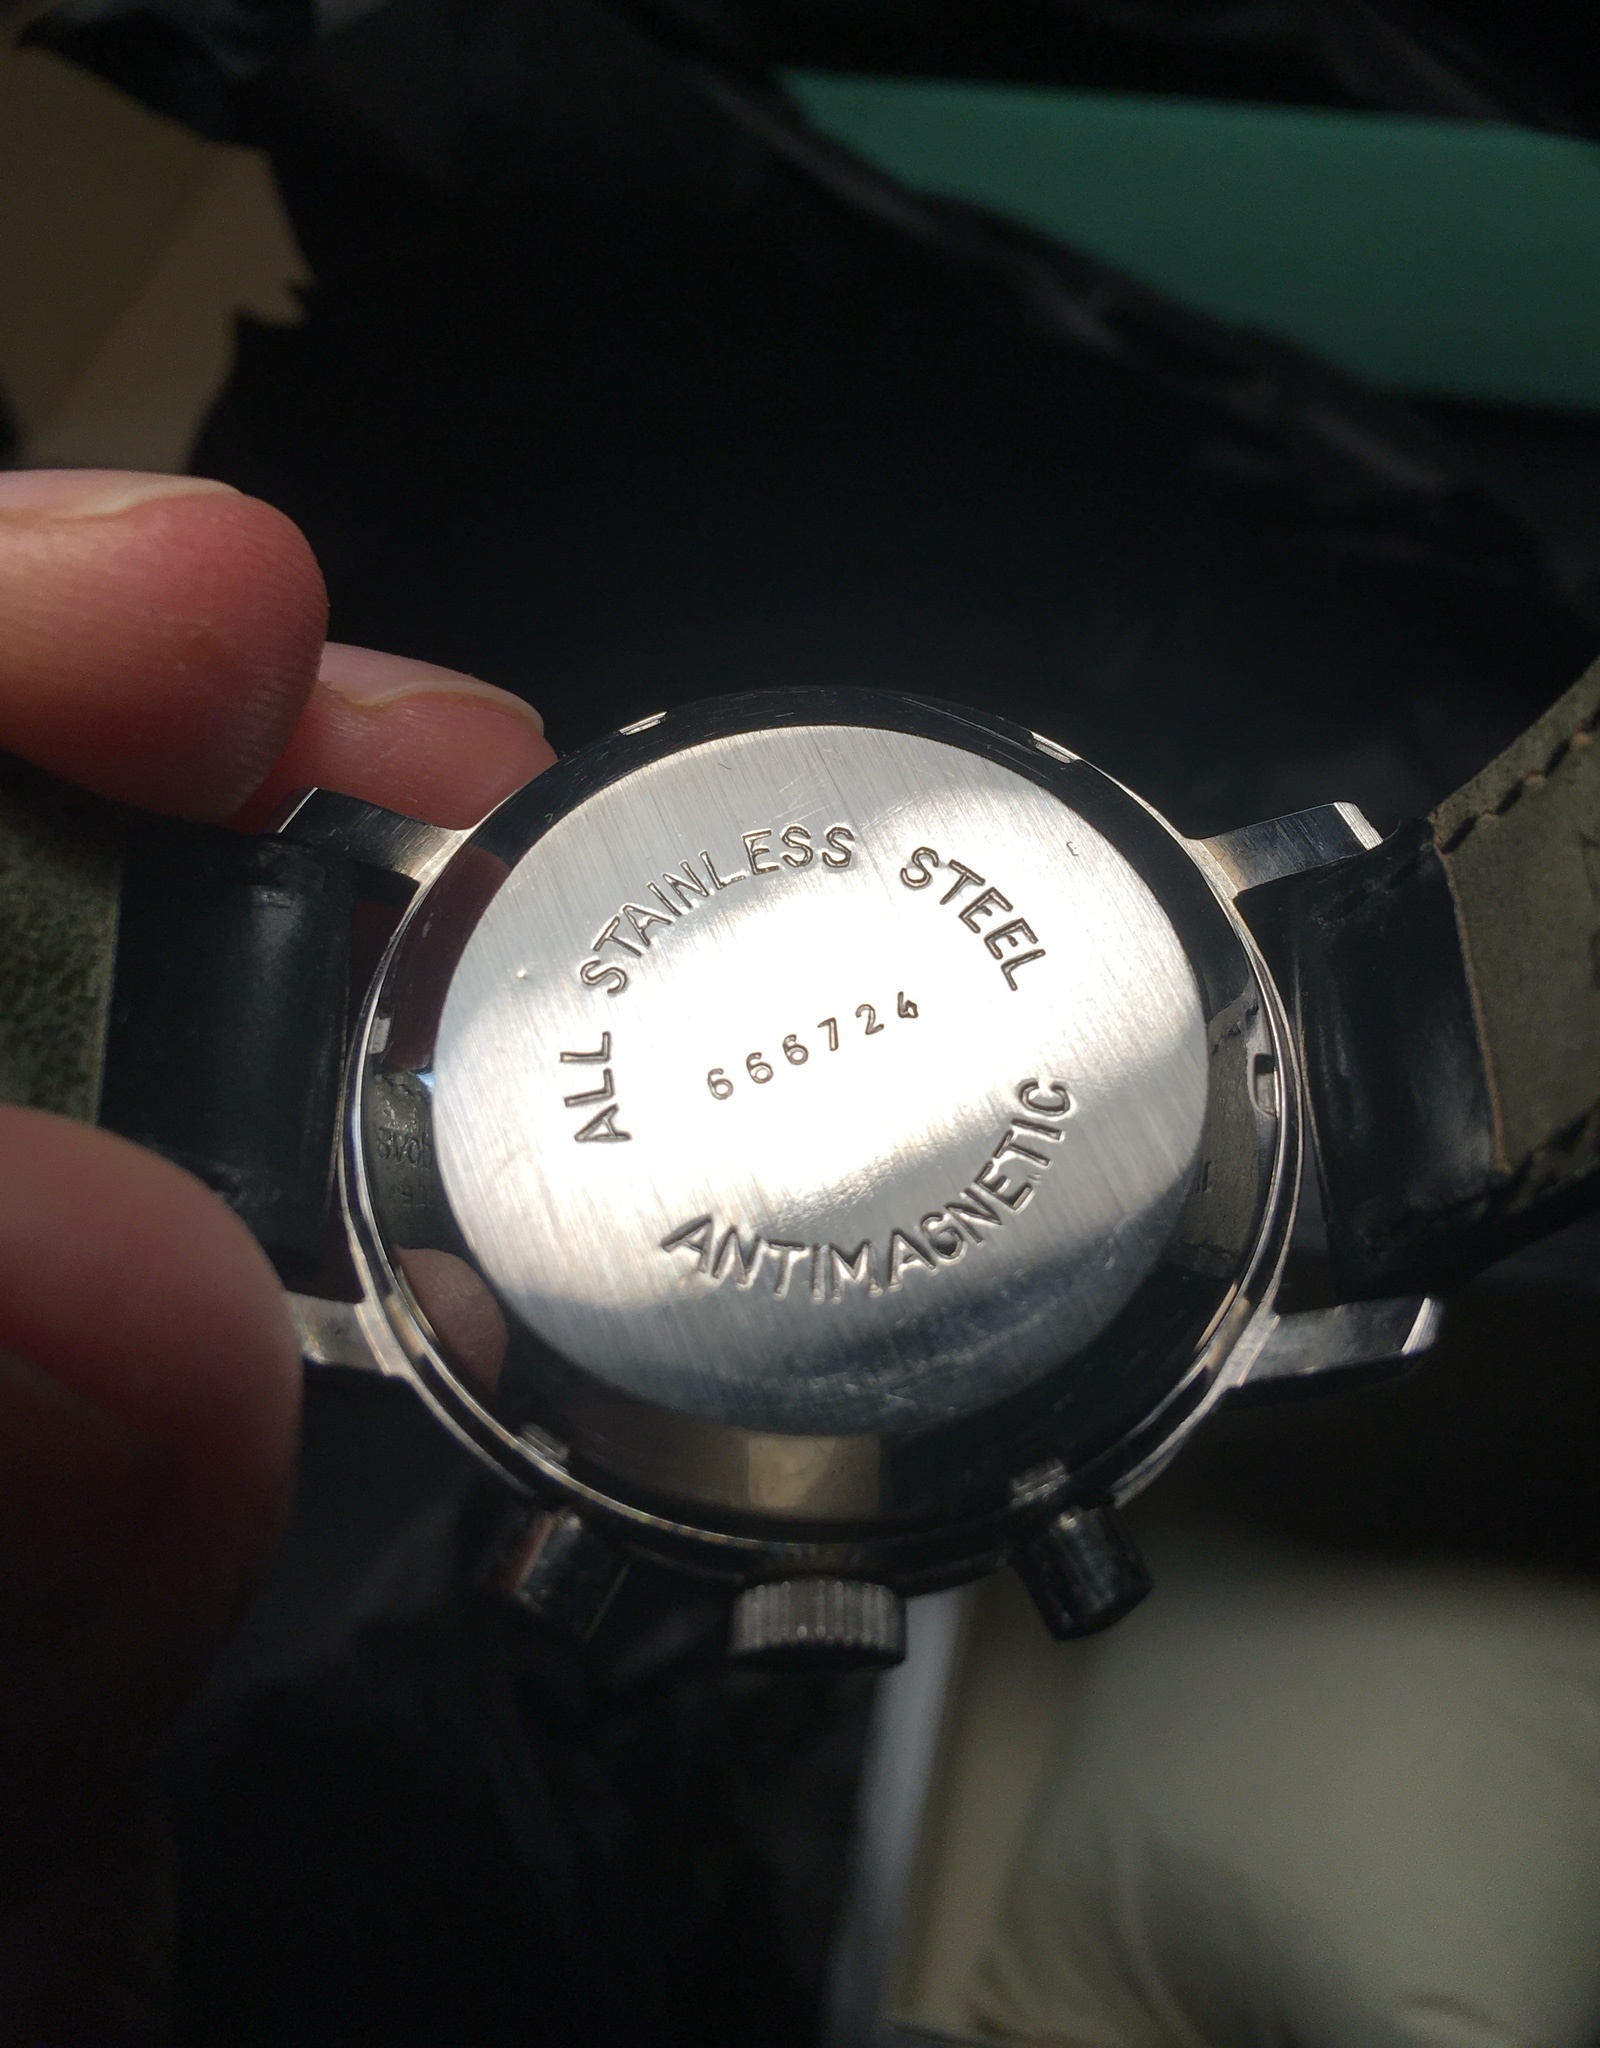 ALL STAINLESS STEEL
666724
ANTIMAGNETIC